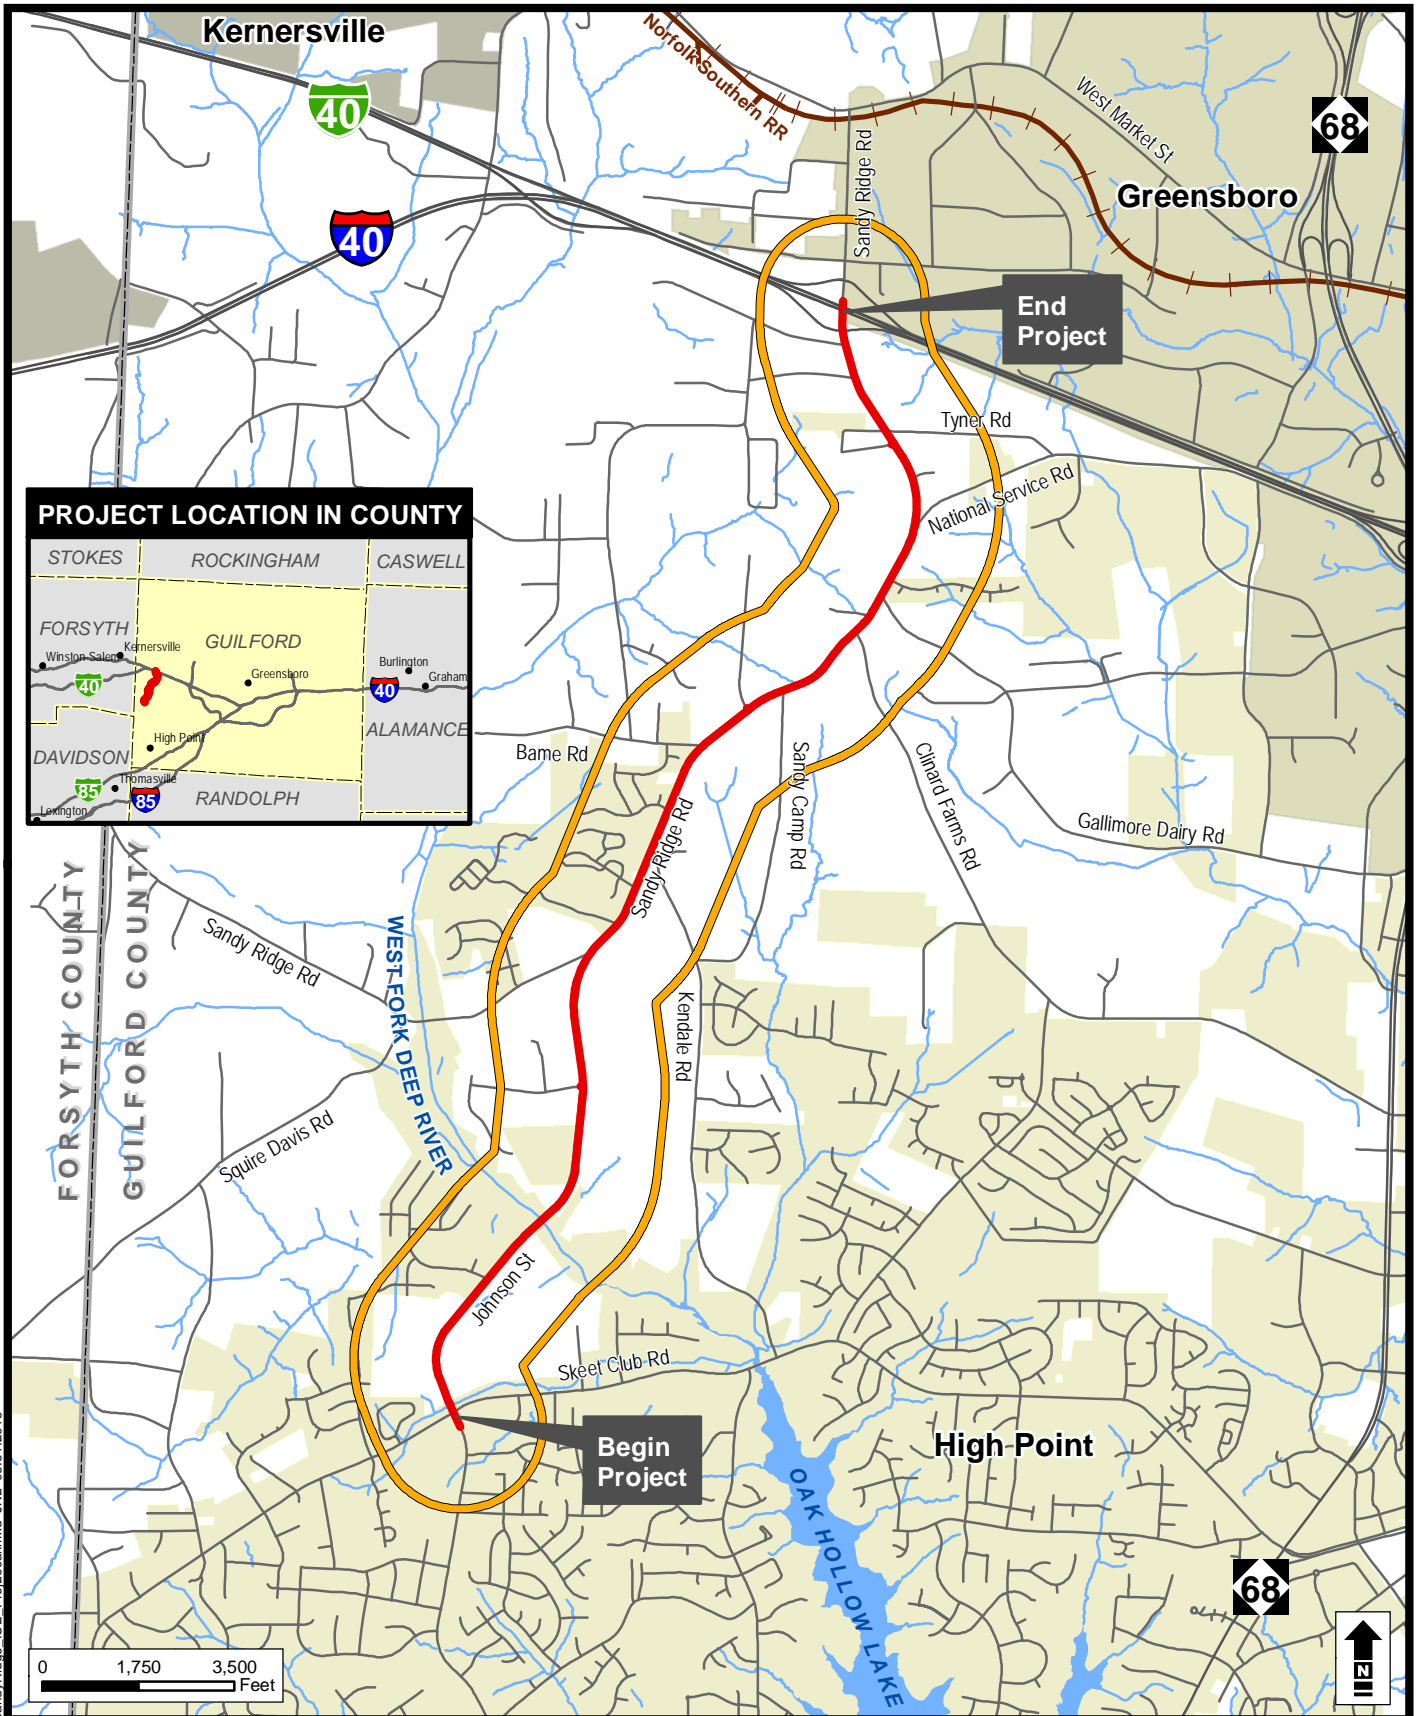 Kernersville
40
Norfolk Southern RR
West Market St
68
Sandy Ridge Rd
Greensboro
40
End
Project
Tyner Rd
National Service Rd
PROJECT LOCATION IN COUNTY
STOKES
ROCKINGHAM
CASWELL
FORSYTH
Kernersville
GUILFORD
Winston-Salem
Burlington
Greensboro
Graham
40
40
ALAMANCE
High Point
DAVIDSON
Thomasville
85
85
RANDOLPH
Lexington
Bame Rd
Sandy Camp Rd
Clinard Farms Rd
Gallimore Dairy Rd
Sandy Ridge Rd
FORSYTH COUNTY
GUILFORD COUNTY
Sandy Ridge Rd
WEST FORK DEEP RIVER
Kendale Rd
Squire Davis Rd
Johnson St
Skeet Club Rd
Begin
Project
High Point
OAK HOLLOW LAKE
68
0 1,750 3,500
Feet
N